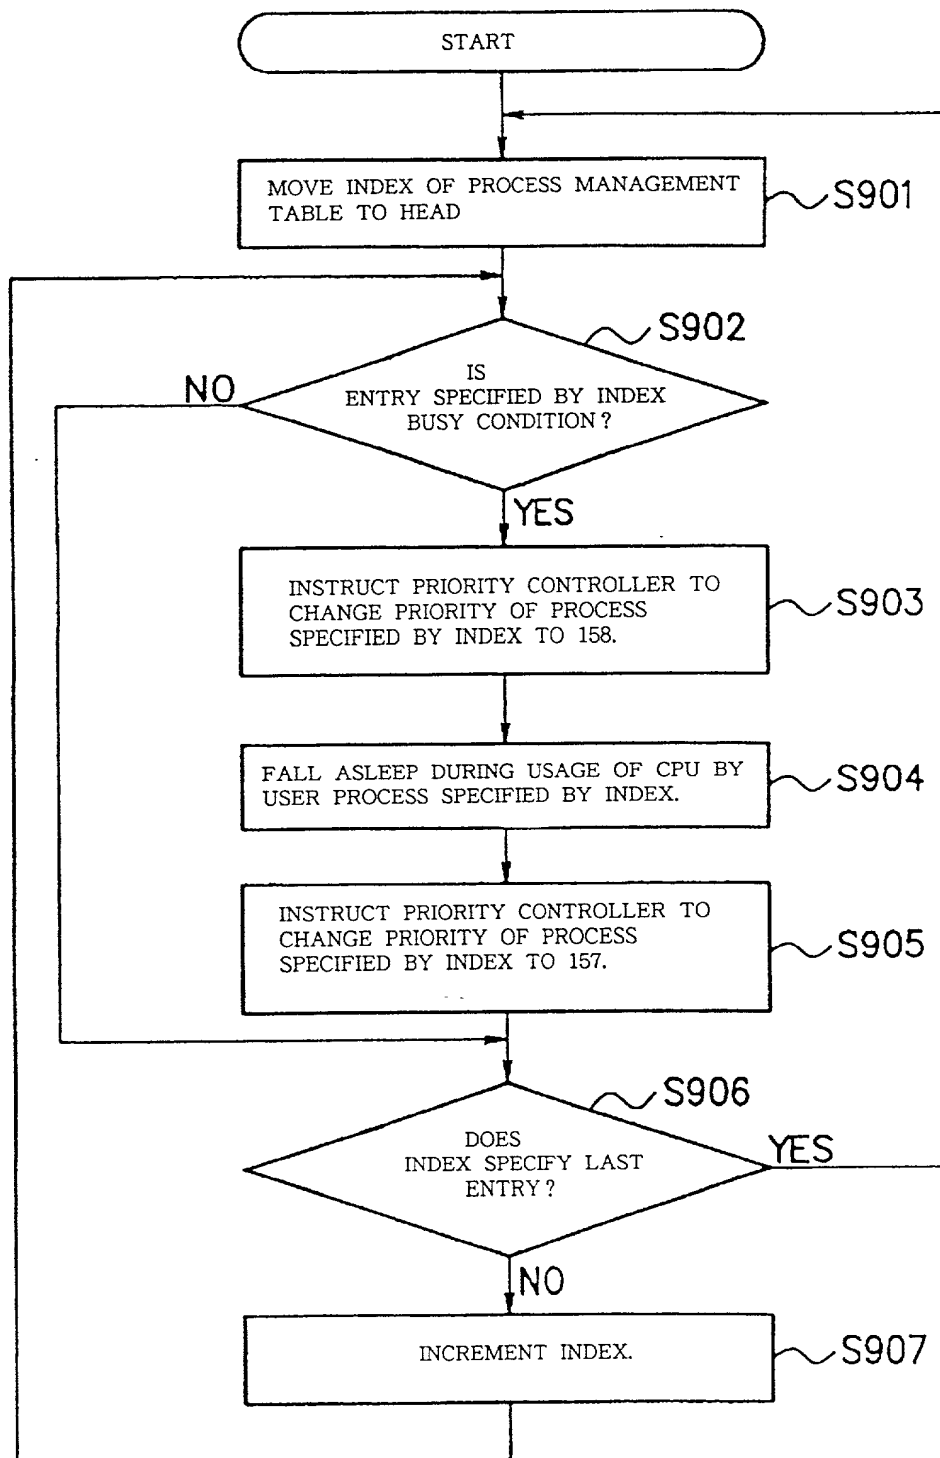 START
MOVE INDEX OF PROCESS MANAGEMENT
TABLE TO HEAD
S901
S902
IS
ENTRY SPECIFIED BY INDEX
BUSY CONDITION?
NO
YES
INSTRUCT PRIORITY CONTROLLER TO
CHANGE PRIORITY OF PROCESS
SPECIFIED BY INDEX TO 158.
S903
FALL ASLEEP DURING USAGE OF CPU BY
USER PROCESS SPECIFIED BY INDEX.
S904
INSTRUCT PRIORITY CONTROLLER TO
CHANGE PRIORITY OF PROCESS
SPECIFIED BY INDEX TO 157.
S905
S906
DOES
INDEX SPECIFY LAST
ENTRY?
YES
NO
INCREMENT INDEX.
S907